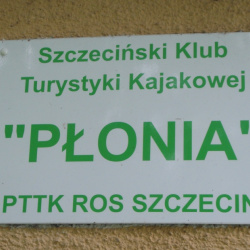 Szczeciński Klub
Turystyki Kajakowej
"PŁONIA"
PTTK ROS SZCZECIN